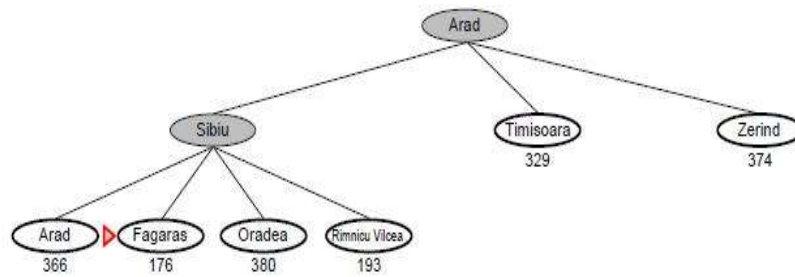 Arad
Sibiu
Timisoara
Zerind
329
374
Arad
Fagaras
Oradea
Rimnicu Vilcea
366
176
380
193